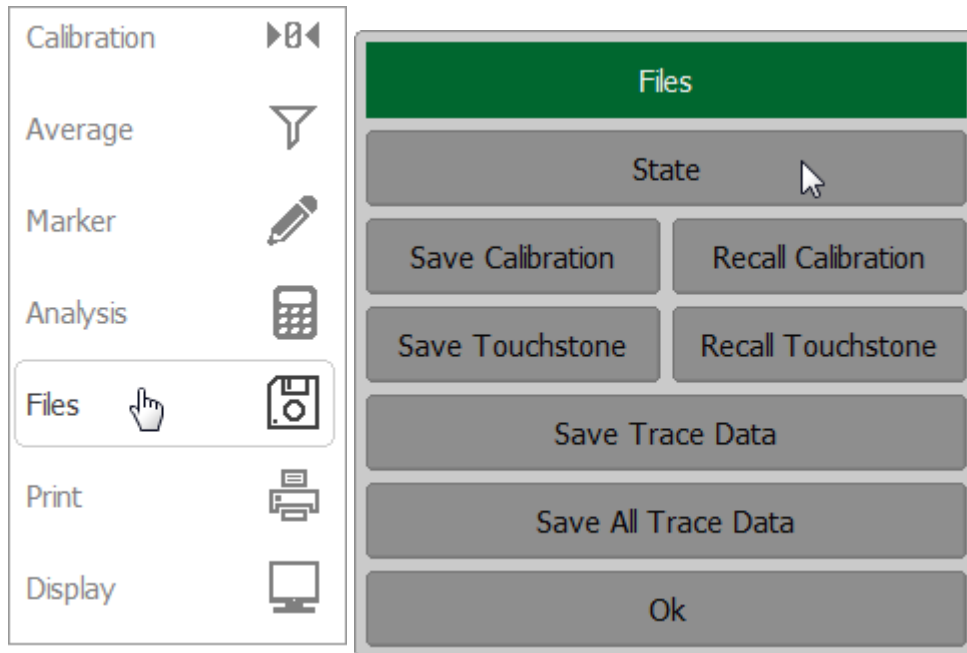 Calibration
Average
Marker
Analysis
Files
Print
Display
Files
State
Save Calibration Recall Calibration
Save Touchstone Recall Touchstone
Save Trace Data
Save All Trace Data
Ok